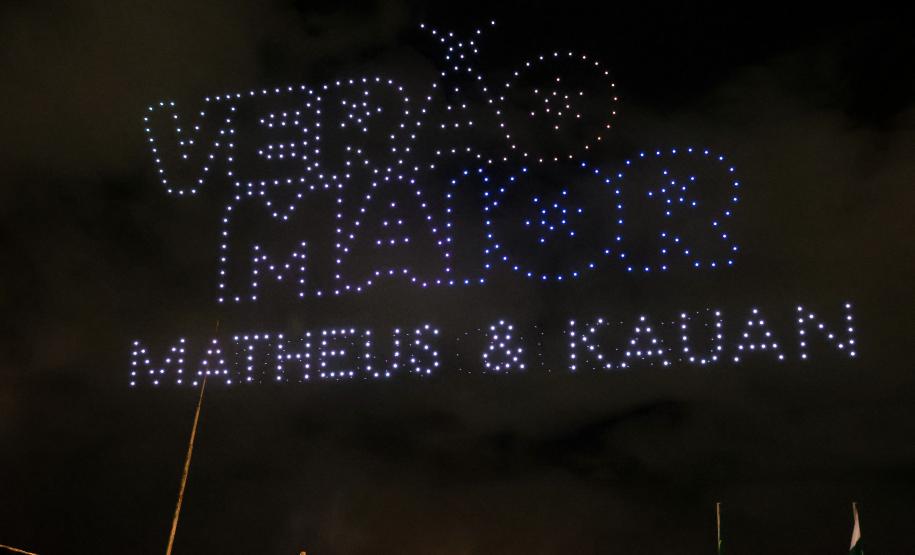 VERÃO
MAIOR
MATHEUS & KAUAN